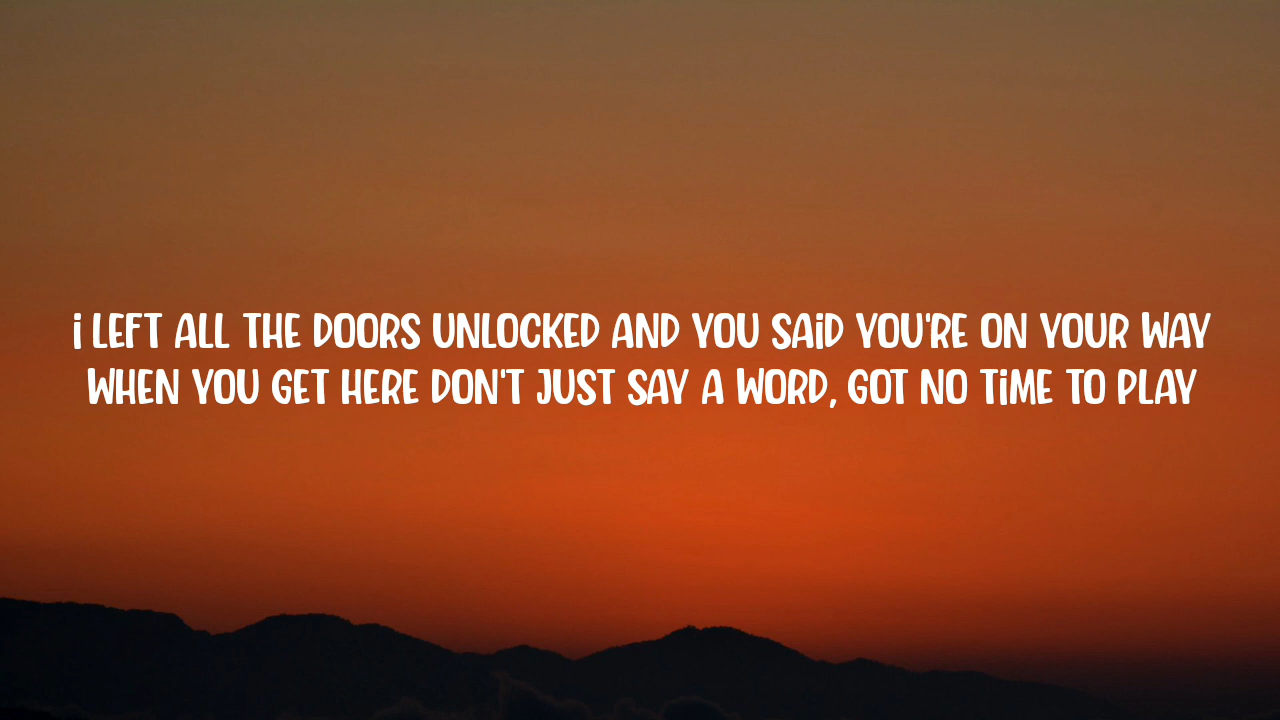 I LEFT ALL THE DOORS UNLOCKED AND YOU SAID YOU'RE ON YOUR WAY
WHEN YOU GET HERE DON'T JUST SAY A WORD, GOT NO TIME TO PLAY